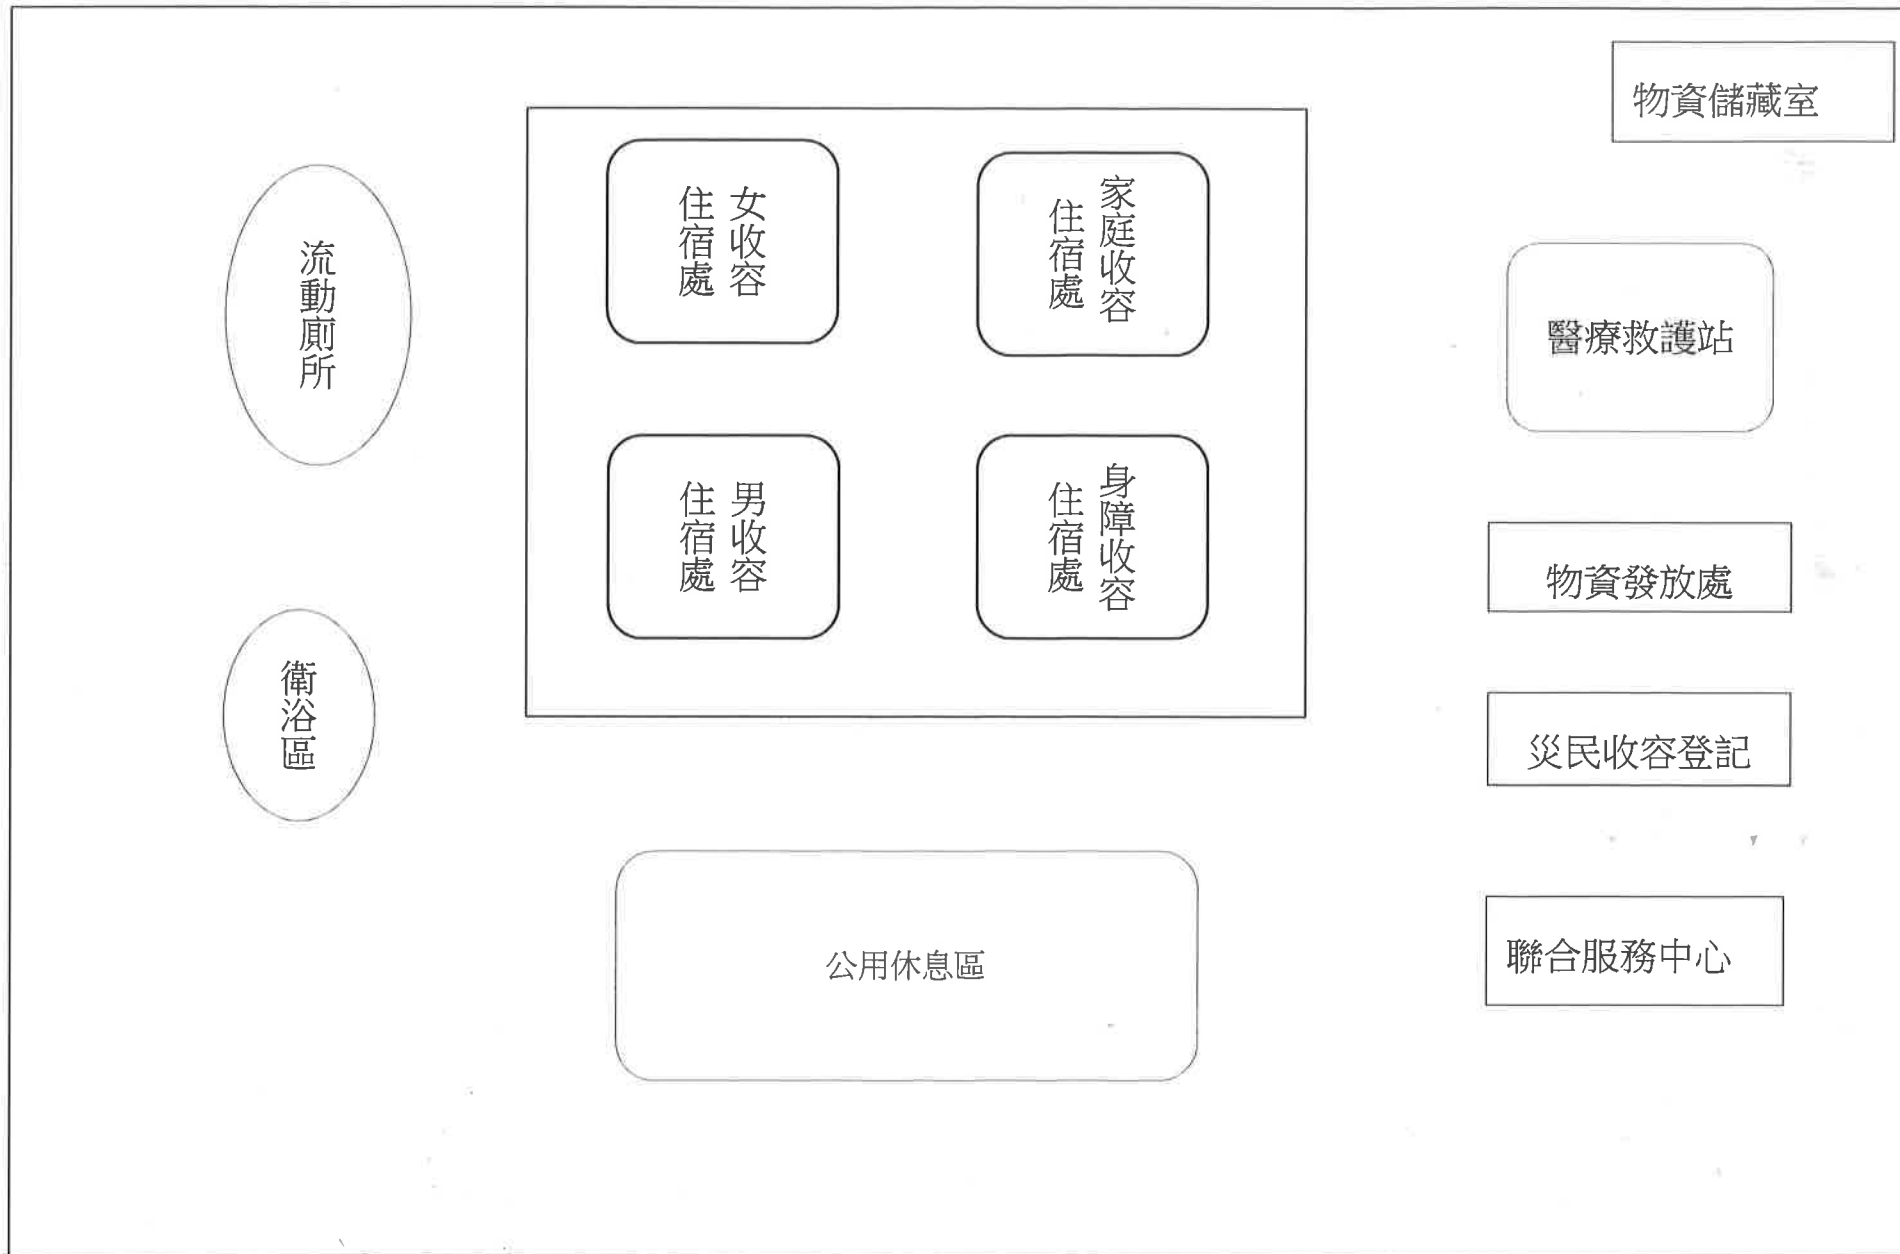 物資儲藏室
流動廁所
女收容
住宿處
家庭收容
住宿處
醫療救護站
男收容
住宿處
身障收容
住宿處
物資發放處
衛浴區
災民收容登記
公用休息區
聯合服務中心